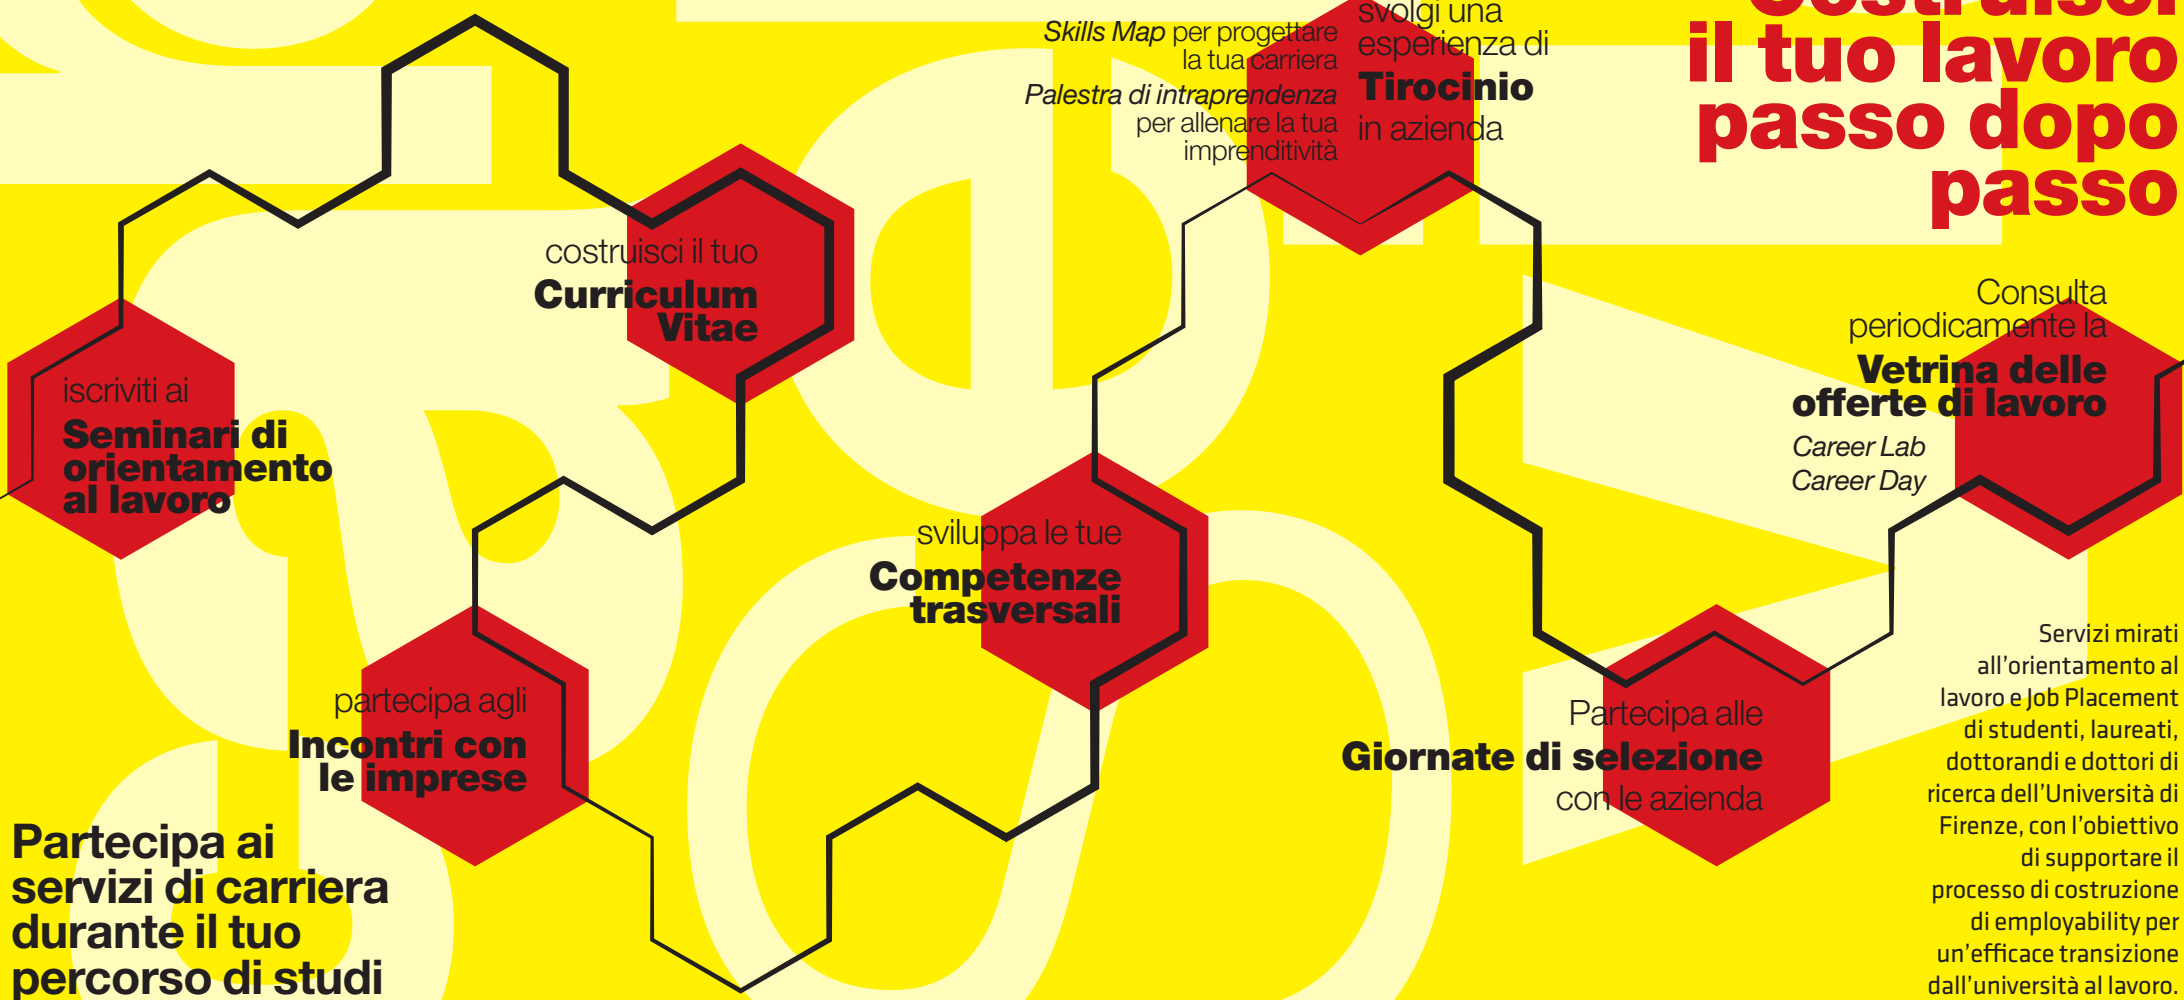 Costruisci
il tuo lavoro
passo dopo
passo
Skills Map per progettare
la tua carriera
Palestra di intraprendenza
per allenare la tua
imprenditività
svolgi una
esperienza di
Tirocinio
in azienda
costruisci il tuo
Curriculum
Vitae
Consulta
periodicamente la
Vetrina delle
offerte di lavoro
Career Lab
Career Day
iscriviti ai
Seminari di
orientamento
al lavoro
sviluppa le tue
Competenze
trasversali
partecipa agli
Incontri con
le imprese
Partecipa alle
Giornate di selezione
con le azienda
Partecipa ai
servizi di carriera
durante il tuo
percorso di studi
Servizi mirati
all'orientamento al
lavoro e Job Placement
di studenti, laureati,
dottorandi e dottori di
ricerca dell'Università di
Firenze, con l'obiettivo
di supportare il
processo di costruzione
di employability per
un'efficace transizione
dall'università al lavoro.